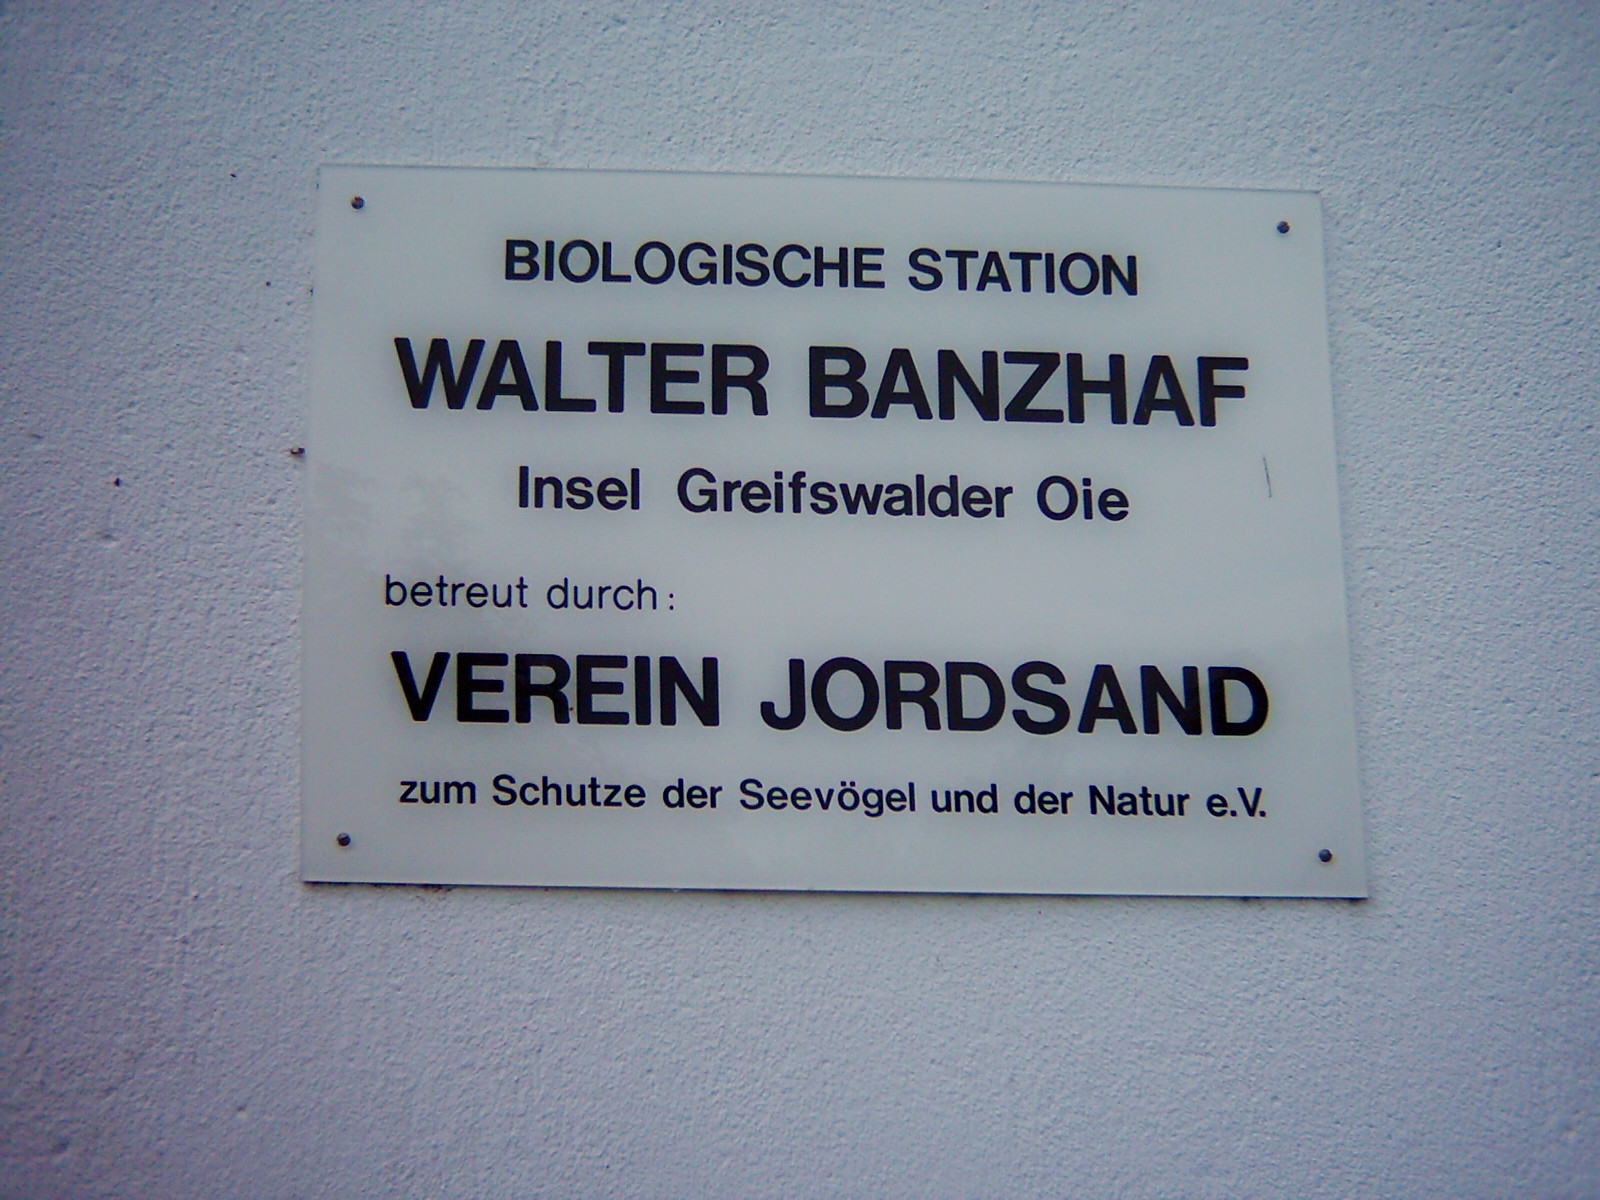 BIOLOGISCHE STATION
WALTER BANZHAF
Insel Greifswalder Oie
betreut durch:
VEREIN JORDSAND
zum Schutze der Seevögel und der Natur e.V.